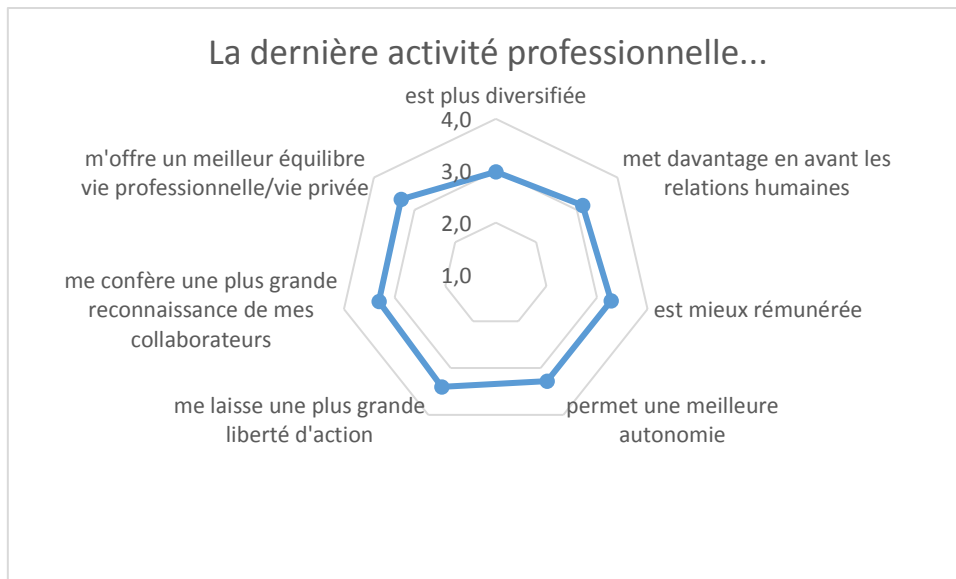 La dernière activité professionnelle...
est plus diversifiée
4,0
3,0
2,0
1,0
met davantage en avant les
relations humaines
est mieux rémunérée
permet une meilleure
autonomie
me laisse une plus grande
liberté d'action
me confère une plus grande
reconnaissance de mes
collaborateurs
m'offre un meilleur équilibre
vie professionnelle/vie privée